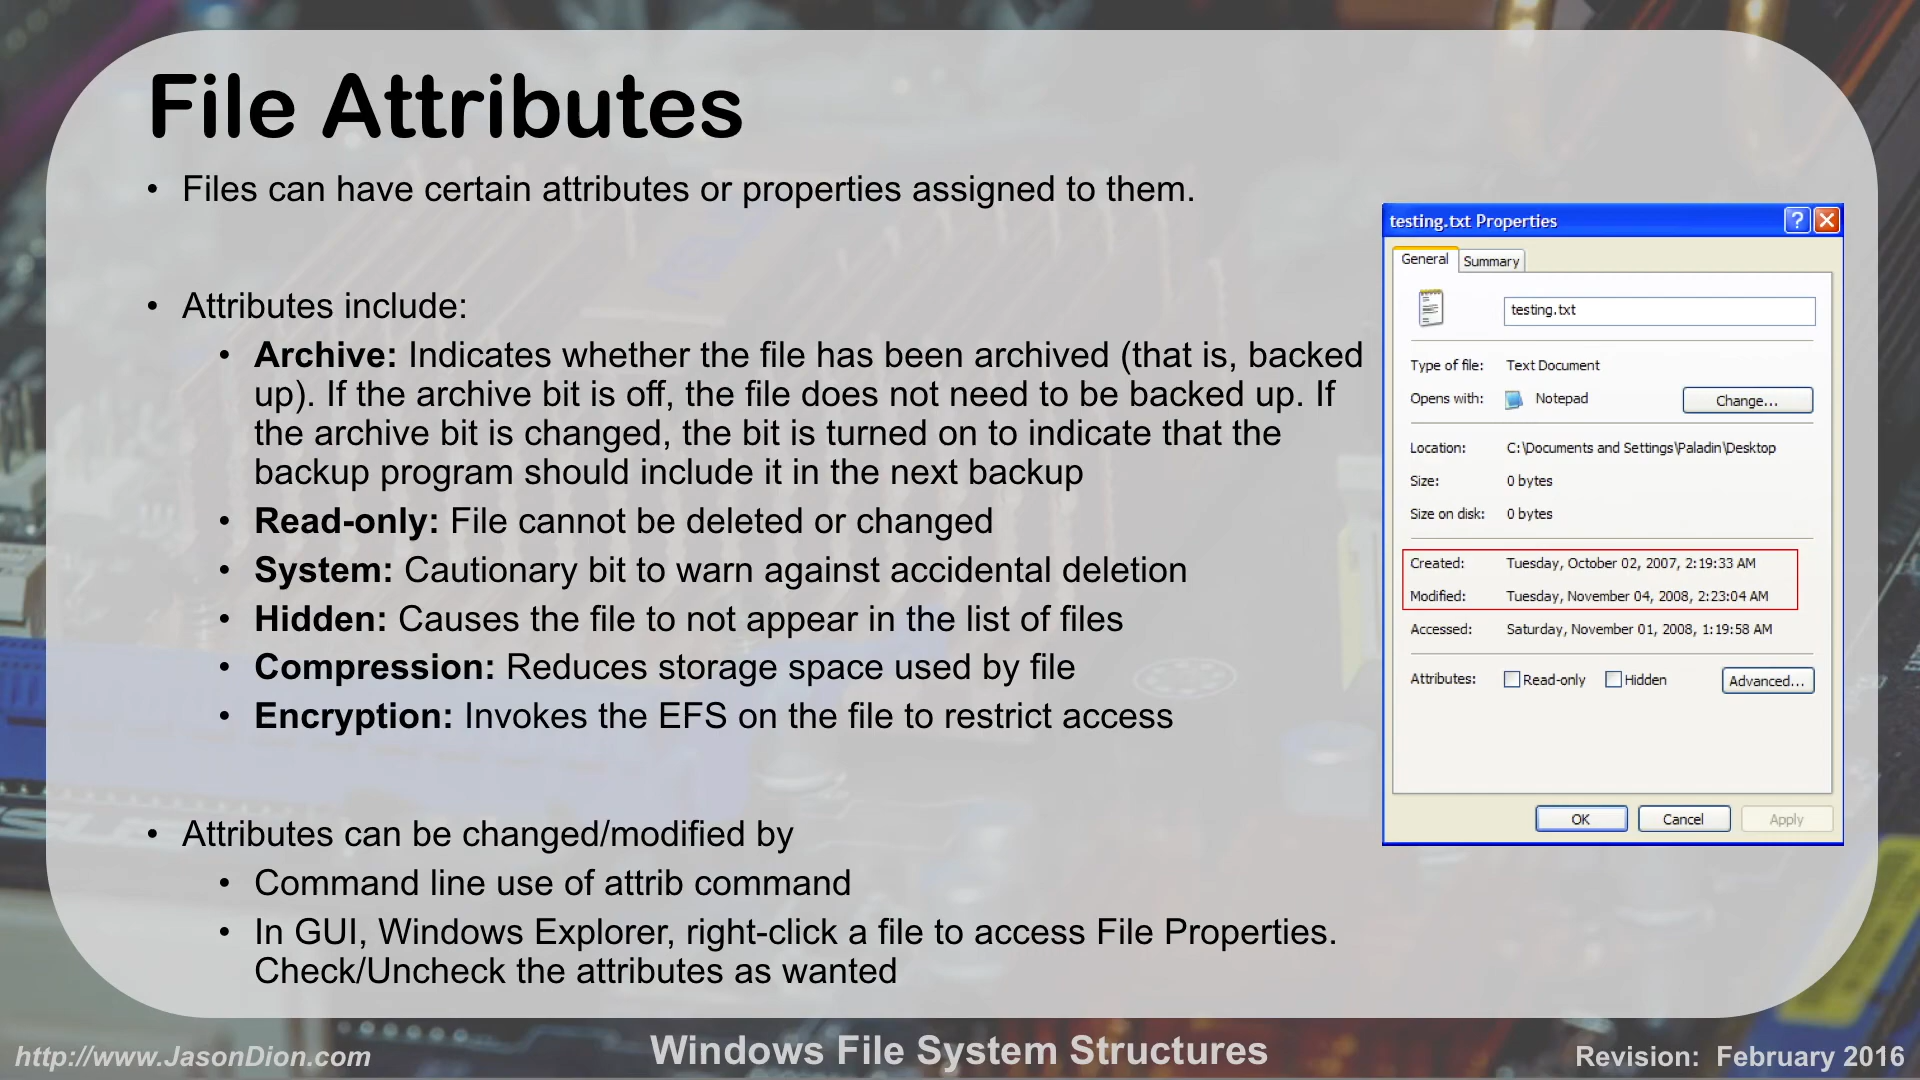 File Attributes
• Files can have certain attributes or properties assigned to them.
• Attributes include:
• Archive: Indicates whether the file has been archived (that is, backed
up). If the archive bit is off, the file does not need to be backed up. If
the archive bit is changed, the bit is turned on to indicate that the
backup program should include it in the next backup
• Read-only: File cannot be deleted or changed
• System: Cautionary bit to warn against accidental deletion
• Hidden: Causes the file to not appear in the list of files
• Compression: Reduces storage space used by file
• Encryption: Invokes the EFS on the file to restrict access
• Attributes can be changed/modified by
• Command line use of attrib command
• In GUI, Windows Explorer, right-click a file to access File Properties.
Check/Uncheck the attributes as wanted
testing.txt Properties
General Summary
testing.txt
Type of file: Text Document
Opens with: Notepad Change...
Location: C:\Documents and Settings\Paladin\Desktop
Size: 0 bytes
Size on disk: 0 bytes
Created: Tuesday, October 02, 2007, 2:19:33 AM
Modified: Tuesday, November 04, 2008, 2:23:04 AM
Accessed: Saturday, November 01, 2008, 1:19:58 AM
Attributes: Read-only Hidden Advanced...
OK Cancel Apply
http://www.JasonDion.com
Windows File System Structures
Revision: February 2016